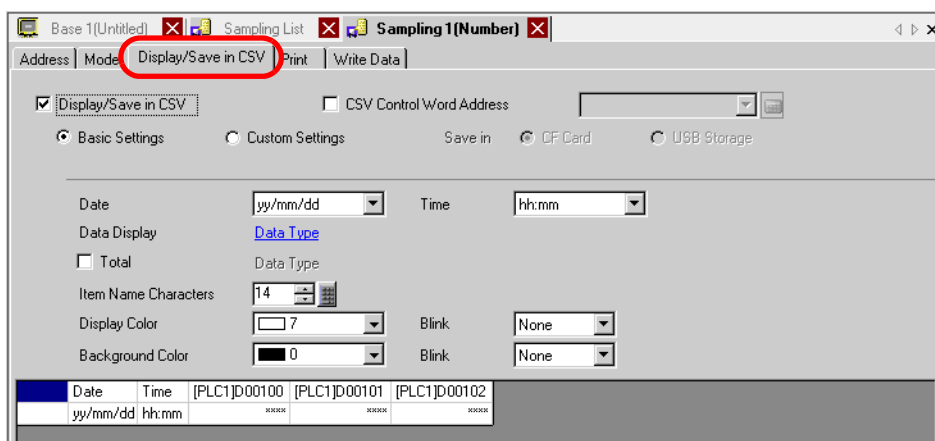 Base 1(Untitled) Sampling List Sampling 1(Number)
Address Mode Display/Save in CSV Print Write Data
Display/Save in CSV CSV Control Word Address
Basic Settings Custom Settings Save in CF Card USB Storage
Date yy/mm/dd Time hh:mm
Data Display Data Type
Total Data Type
Item Name Characters 14
Display Color 7 Blink None
Background Color 0 Blink None
Date Time [PLC1]D00100 [PLC1]D00101 [PLC1]D00102
yy/mm/dd hh:mm **** **** ****